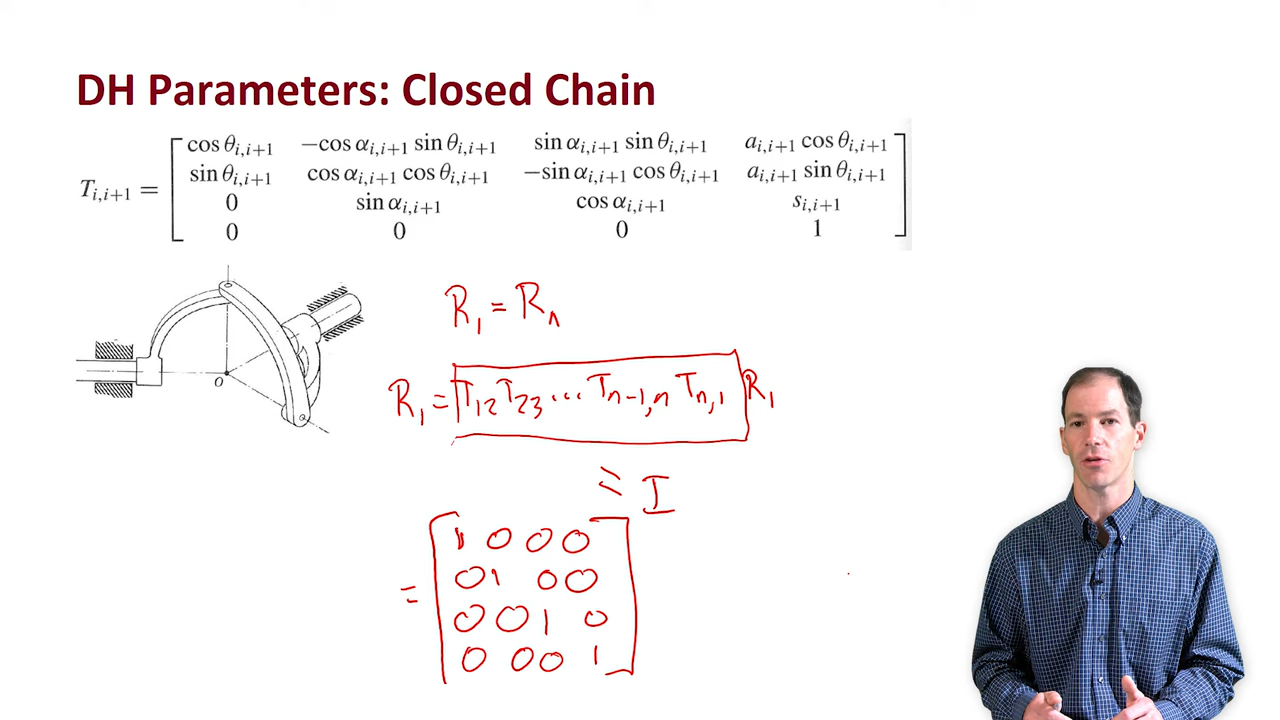 DH Parameters: Closed Chain
T_{i,i+1} = [ cos θ_{i,i+1} −cos α_{i,i+1} sin θ_{i,i+1} sin α_{i,i+1} sin θ_{i,i+1} a_{i,i+1} cos θ_{i,i+1}
sin θ_{i,i+1} cos α_{i,i+1} cos θ_{i,i+1} −sin α_{i,i+1} cos θ_{i,i+1} a_{i,i+1} sin θ_{i,i+1}
0 sin α_{i,i+1} cos α_{i,i+1} s_{i,i+1}
0 0 0 1 ]
O
R_1 = R_n
R_1 = T_{12} T_{23} ... T_{n-1,n} T_{n,1} R_1
= I
= [ 1 0 0 0
0 1 0 0
0 0 1 0
0 0 0 1 ]